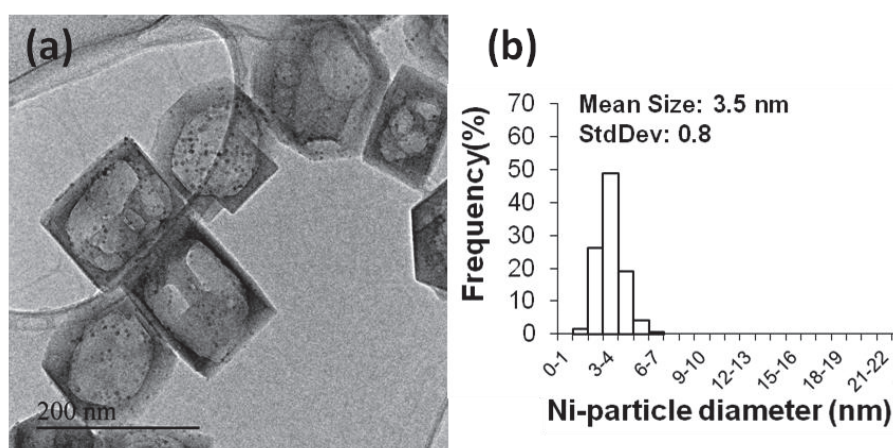 (a)
200 nm
(b)
Mean Size: 3.5 nm
StdDev: 0.8
Frequency(%)
70
60
50
40
30
20
10
0
0-1
3-4
6-7
9-10
12-13
15-16
18-19
21-22
Ni-particle diameter (nm)